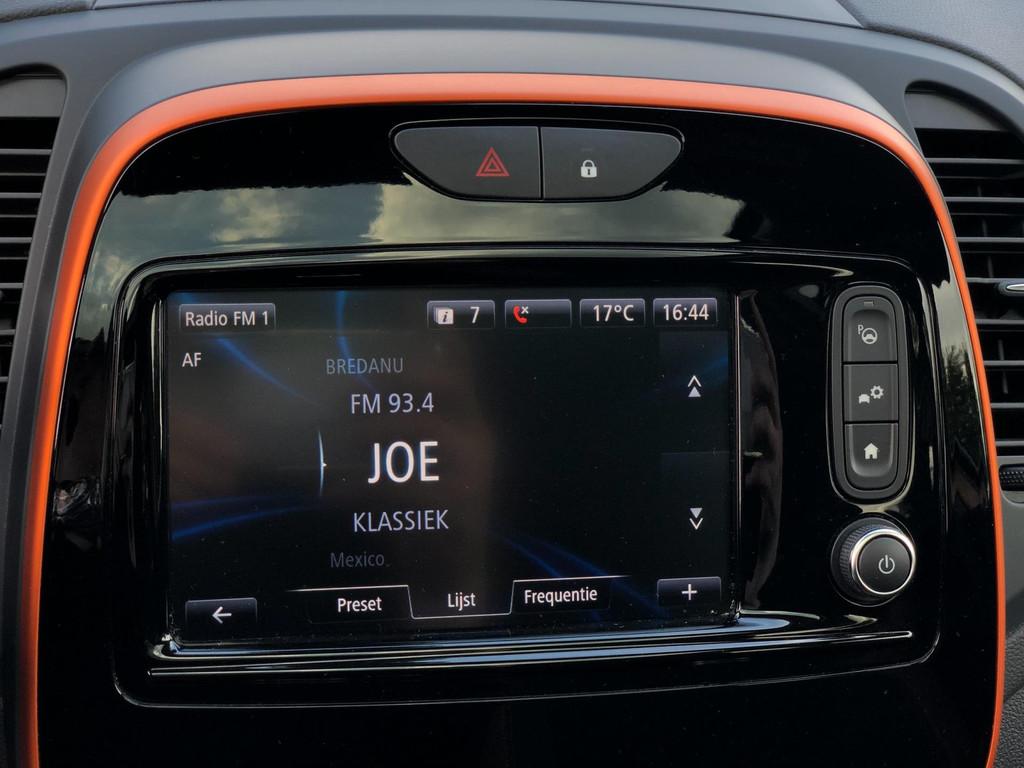 Radio FM 1
7
17°C
16:44
AF
BREDANU
FM 93.4
JOE
KLASSIEK
Mexico
Preset
Lijst
Frequentie
+
P